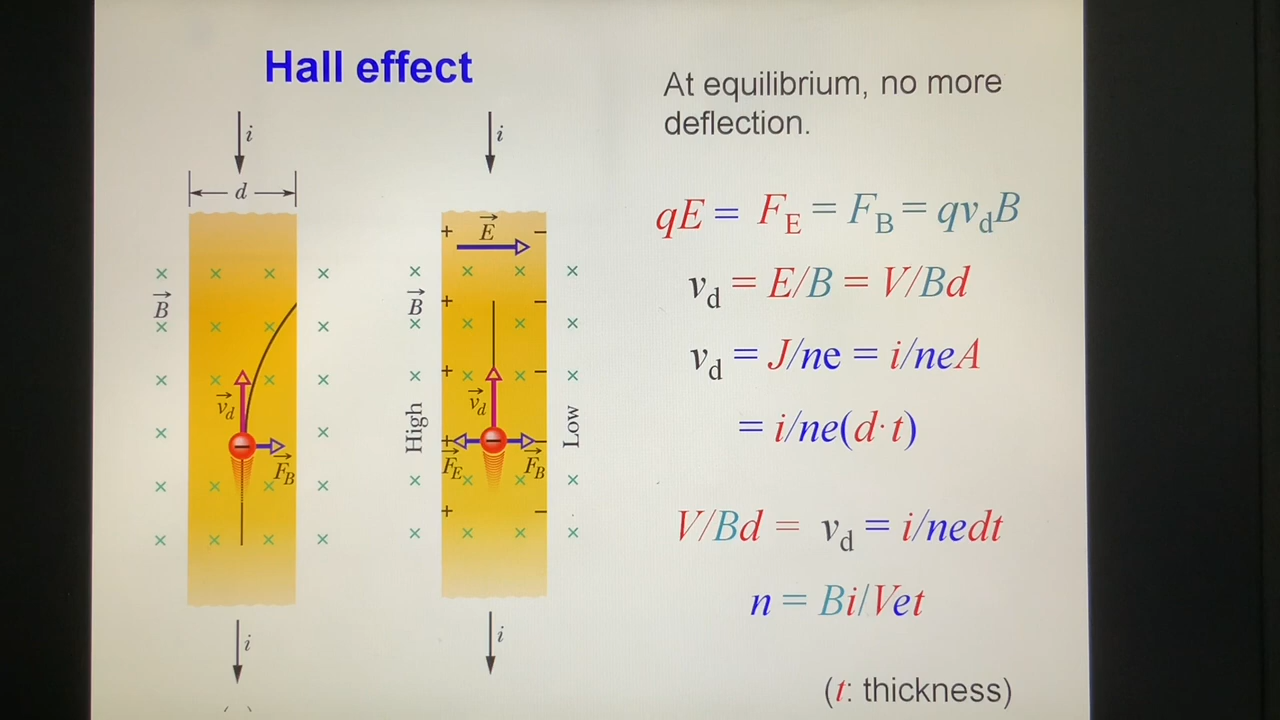 Hall effect
i
d
B
v_d
F_B
i
i
E
+ −
B
+ −
+ −
High
v_d
Low
+ −
F_E
F_B
+ −
i
At equilibrium, no more
deflection.
qE = F_E = F_B = qv_dB
v_d = E/B = V/Bd
v_d = J/ne = i/neA
= i/ne(d·t)
V/Bd = v_d = i/nedt
n = Bi/Vet
(t: thickness)